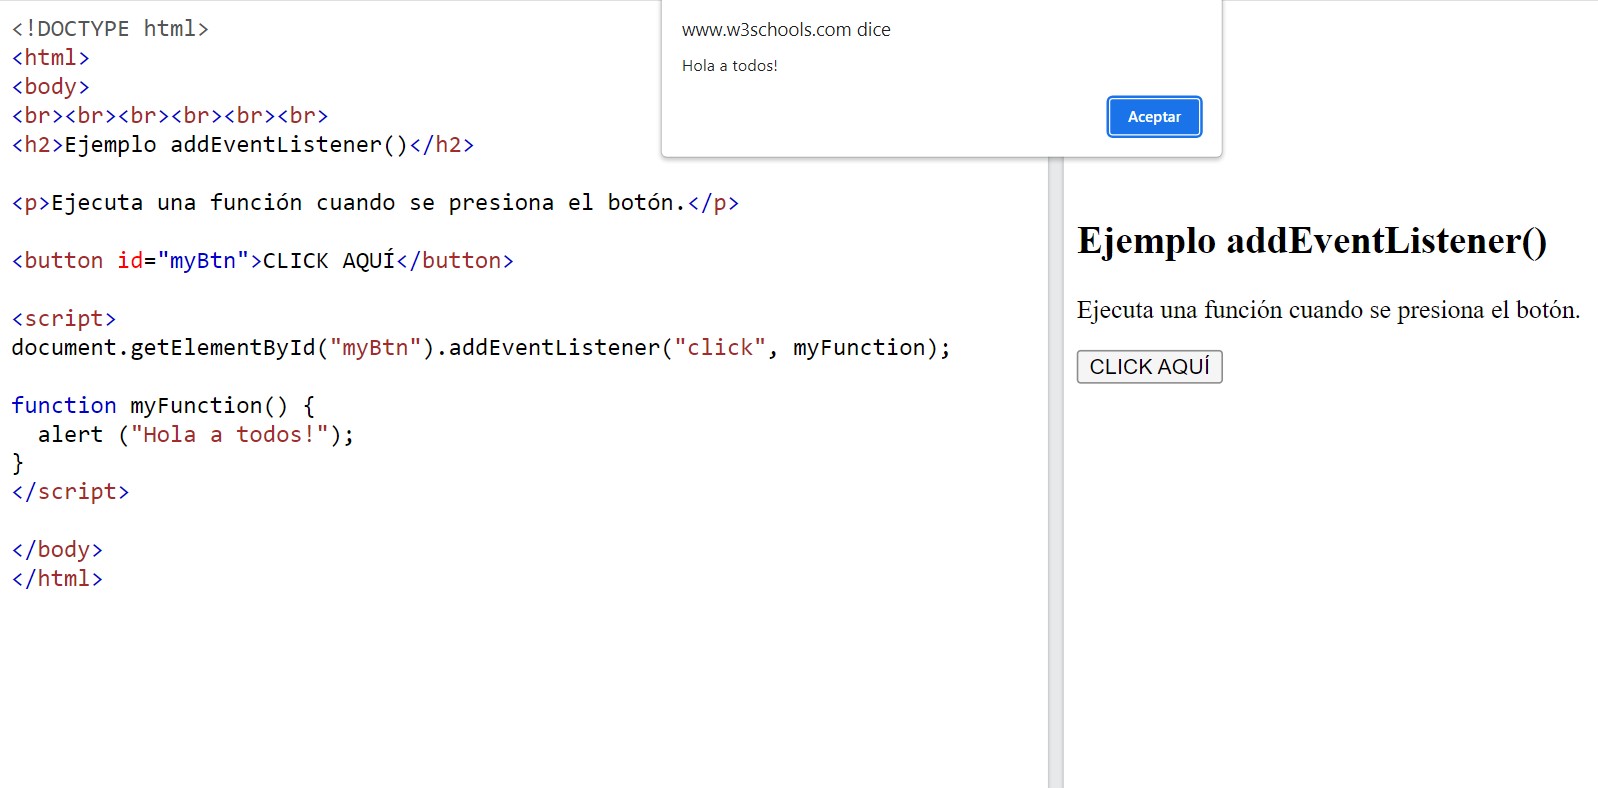 <!DOCTYPE html>
<html>
<body>
<br><br><br><br><br><br>
<h2>Ejemplo addEventListener()</h2>
<p>Ejecuta una función cuando se presiona el botón.</p>
<button id="myBtn">CLICK AQUÍ</button>
<script>
document.getElementById("myBtn").addEventListener("click", myFunction);
function myFunction() {
  alert ("Hola a todos!");
}
</script>
</body>
</html>
www.w3schools.com dice
Hola a todos!
Aceptar
Ejemplo addEventListener()
Ejecuta una función cuando se presiona el botón.
CLICK AQUÍ